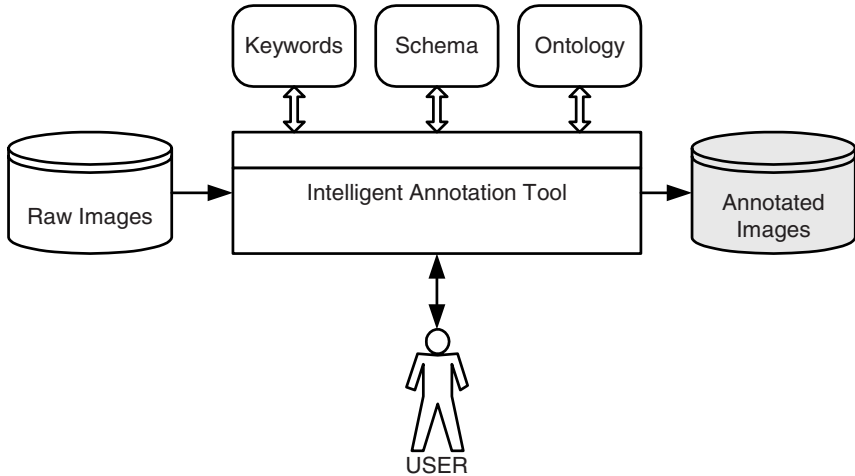 Keywords
Schema
Ontology
Raw Images
Intelligent Annotation Tool
Annotated
Images
USER